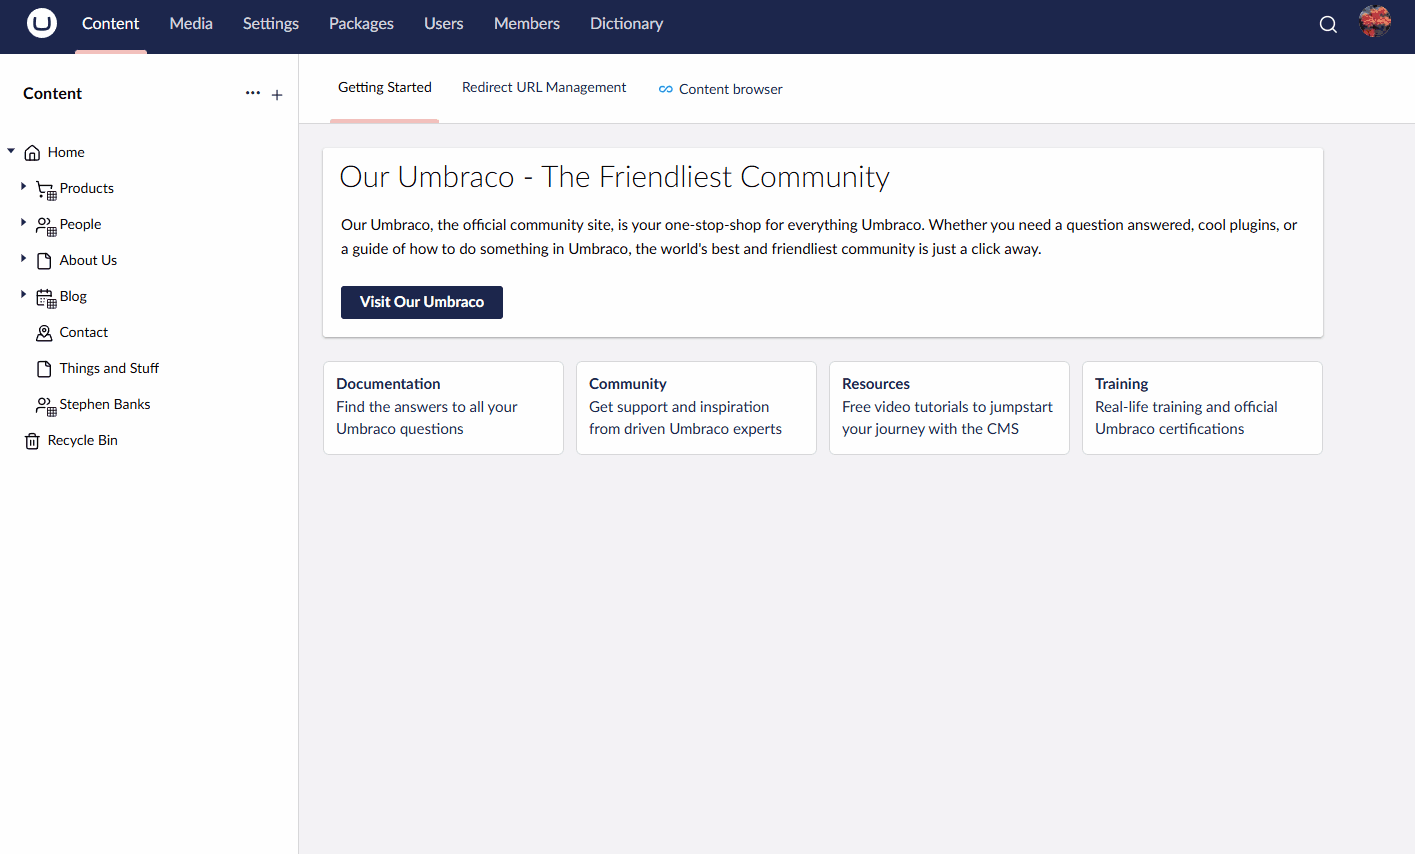 Content Media Settings Packages Users Members Dictionary
Content
Getting Started Redirect URL Management Content browser
Home
Products
People
About Us
Blog
Contact
Things and Stuff
Stephen Banks
Recycle Bin
Our Umbraco - The Friendliest Community
Our Umbraco, the official community site, is your one-stop-shop for everything Umbraco. Whether you need a question answered, cool plugins, or
a guide of how to do something in Umbraco, the world's best and friendliest community is just a click away.
Visit Our Umbraco
Documentation
Find the answers to all your
Umbraco questions
Community
Get support and inspiration
from driven Umbraco experts
Resources
Free video tutorials to jumpstart
your journey with the CMS
Training
Real-life training and official
Umbraco certifications